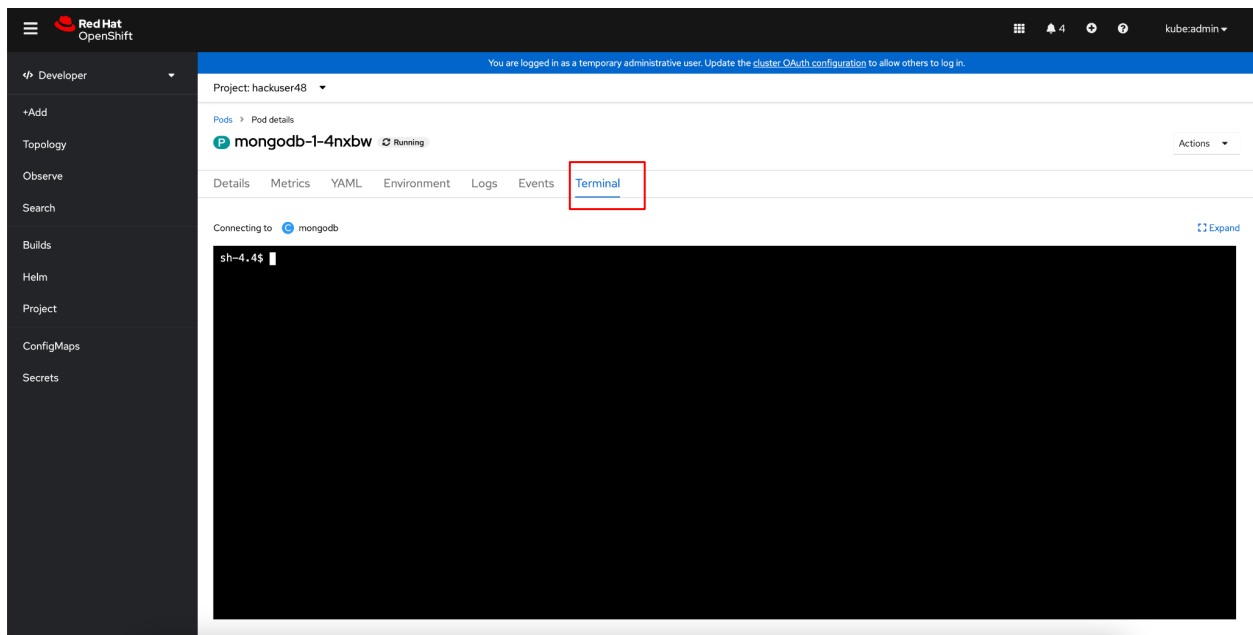 Red Hat
OpenShift
4
kube:admin
Developer
You are logged in as a temporary administrative user. Update the cluster OAuth configuration to allow others to log in.
Project: hackuser48
+Add
Topology
Observe
Search
Builds
Helm
Project
ConfigMaps
Secrets
Pods > Pod details
P mongodb-1-4nxbw Running
Actions
Details Metrics YAML Environment Logs Events Terminal
Connecting to C mongodb
Expand
sh-4.4$